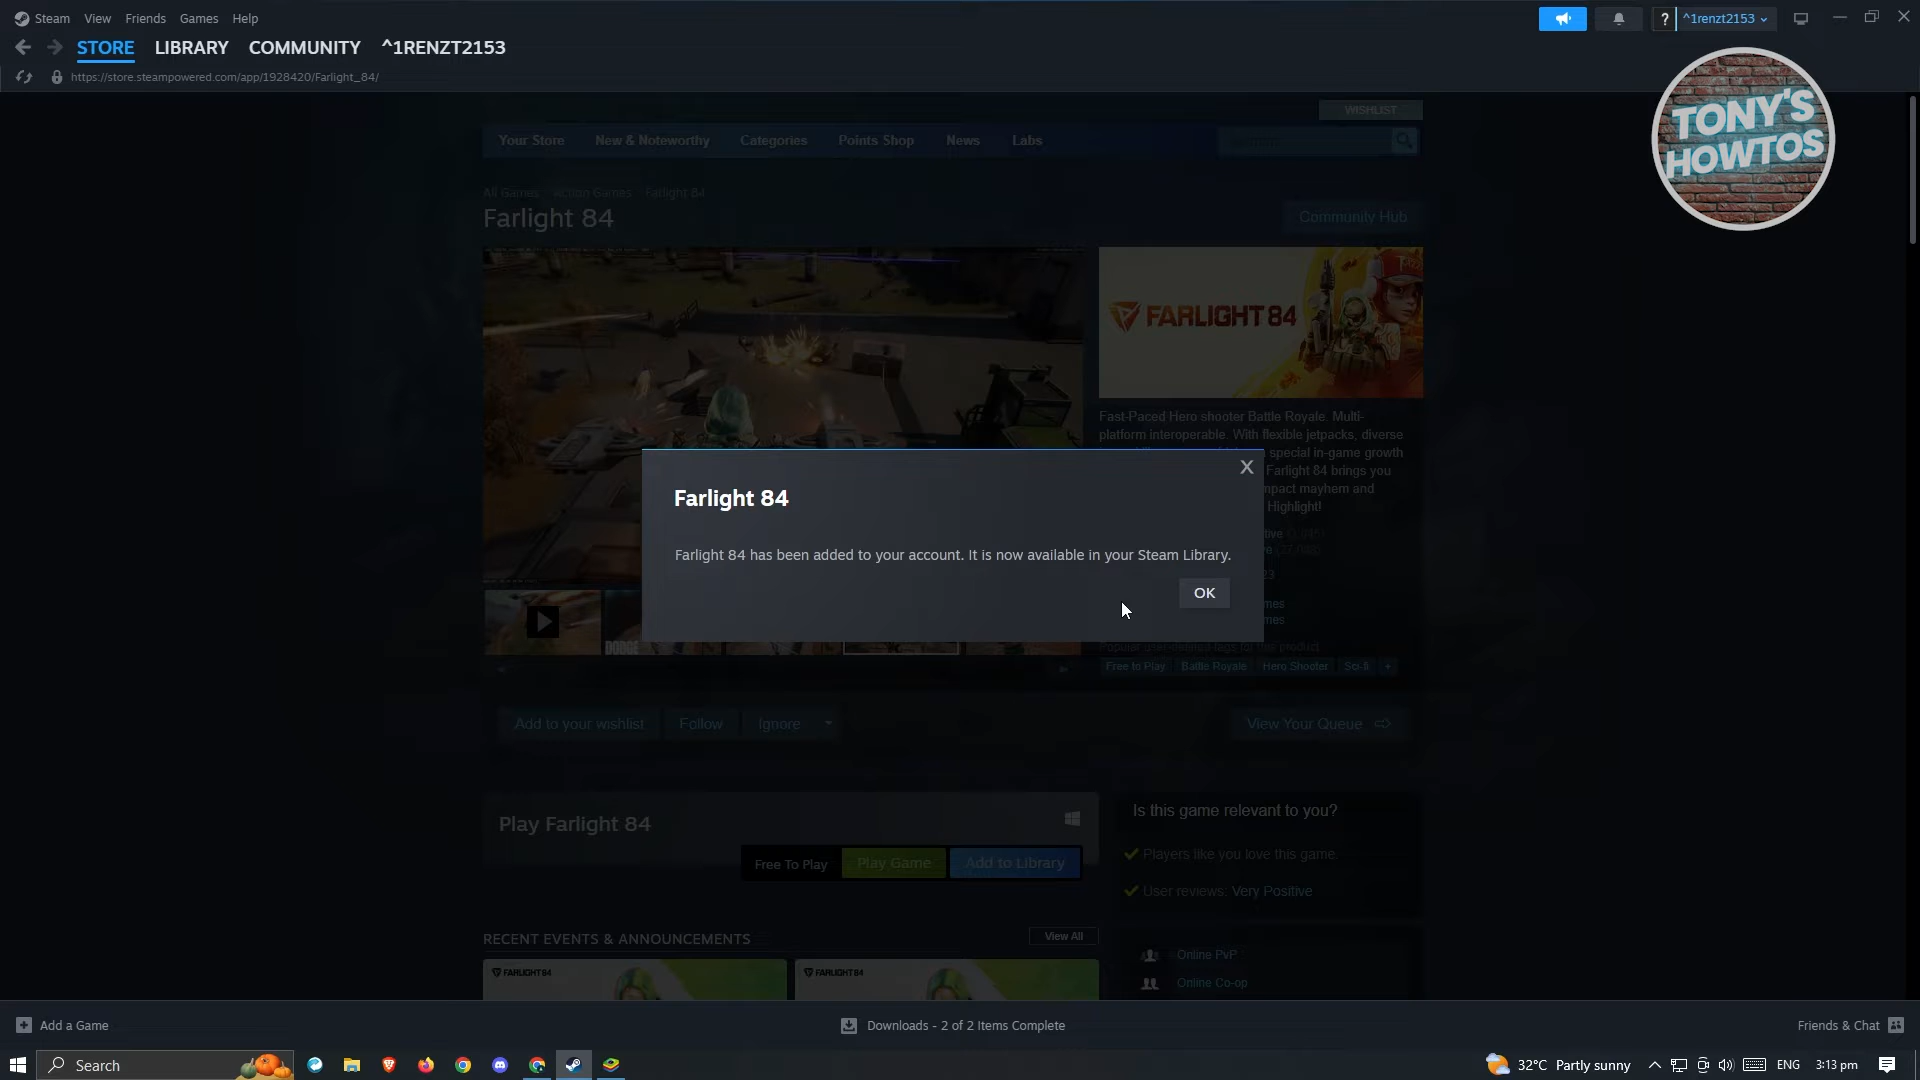 Steam View Friends Games Help
? ^1renzt2153
STORE LIBRARY COMMUNITY ^1RENZT2153
https://store.steampowered.com/app/1928420/Farlight_84/
TONY'S
HOWTOS
WISHLIST
Your Store New & Noteworthy Categories Points Shop News Labs
All Games Action Games Farlight 84
Farlight 84
Community Hub
FARLIGHT 84
Fast-Paced Hero shooter Battle Royale. Multi-
platform interoperable. With flexible jetpacks, diverse
special in-game growth
Farlight 84 brings you
mayhem and
Highlight!
X
Farlight 84
Farlight 84 has been added to your account. It is now available in your Steam Library.
OK
Free to Play Battle Royale Hero Shooter Sci-fi +
Add to your wishlist Follow Ignore
View Your Queue
Play Farlight 84
Free To Play Play Game Add to Library
Is this game relevant to you?
Players like you love this game.
User reviews: Very Positive
RECENT EVENTS & ANNOUNCEMENTS View All
FARLIGHT84 FARLIGHT84
Online PvP
Online Co-op
Add a Game
Downloads - 2 of 2 Items Complete
Friends & Chat
Search
32°C Partly sunny
ENG
3:13 pm